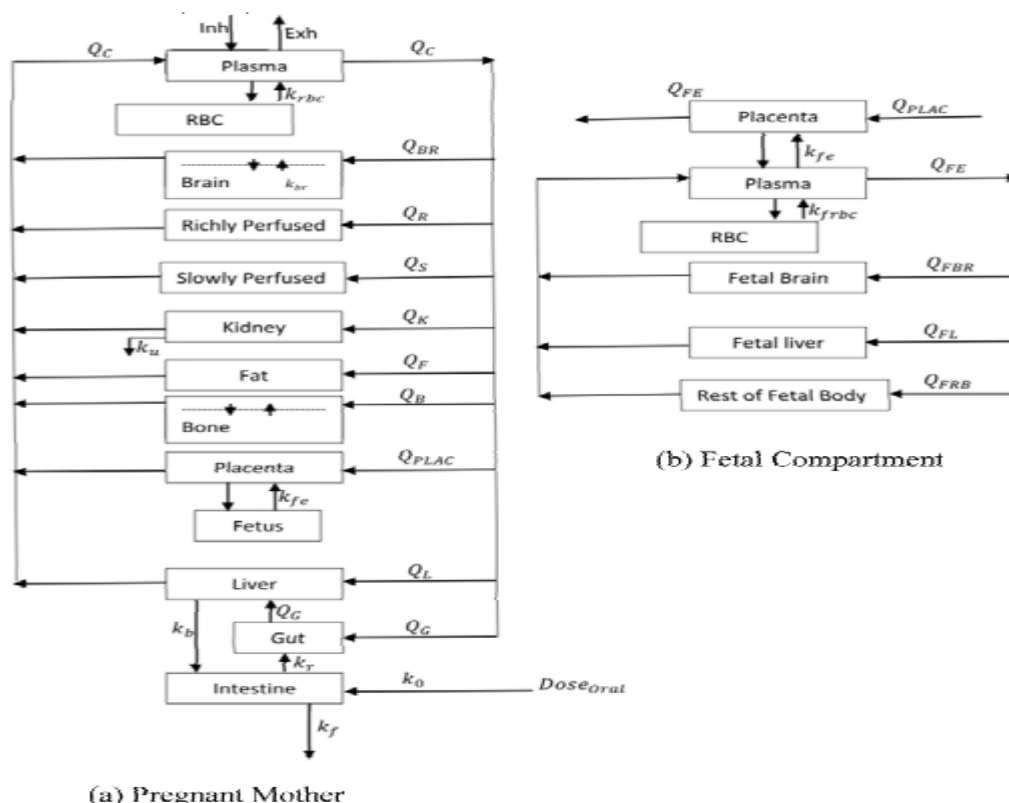 Inh
Exh
Q_C
Plasma
Q_C
k_rbc
RBC
Q_BR
Brain
k_br
Q_R
Richly Perfused
Q_S
Slowly Perfused
Q_K
Kidney
k_u
Q_F
Fat
Q_B
Bone
Q_PLAC
Placenta
k_fe
Fetus
Q_L
Liver
Q_G
k_b
Gut
Q_G
k_r
Intestine
k_0
Dose_Oral
k_f
(a) Pregnant Mother
Q_FE
Placenta
Q_PLAC
k_fe
Q_FE
Plasma
k_frbc
RBC
Q_FBR
Fetal Brain
Q_FL
Fetal liver
Q_FRB
Rest of Fetal Body
(b) Fetal Compartment